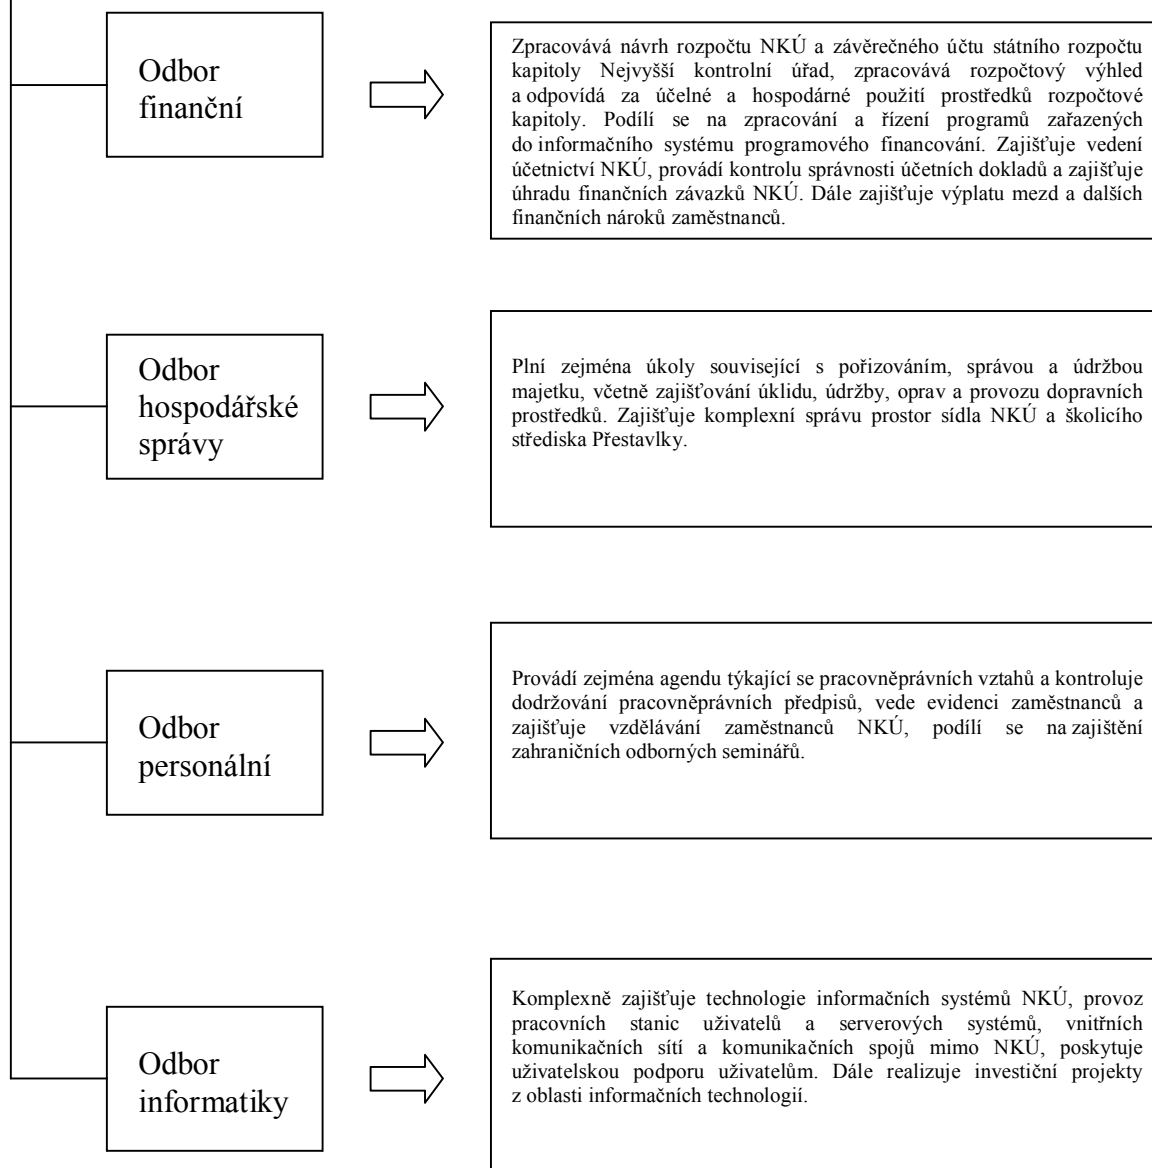 Odbor
finanční
Zpracovává návrh rozpočtu NKÚ a závěrečného účtu státního rozpočtu
kapitoly Nejvyšší kontrolní úřad, zpracovává rozpočtový výhled
a odpovídá za účelné a hospodárné použití prostředků rozpočtové
kapitoly. Podílí se na zpracování a řízení programů zařazených
do informačního systému programového financování. Zajišťuje vedení
účetnictví NKÚ, provádí kontrolu správnosti účetních dokladů a zajišťuje
úhradu finančních závazků NKÚ. Dále zajišťuje výplatu mezd a dalších
finančních nároků zaměstnanců.
Odbor
hospodářské
správy
Plní zejména úkoly související s pořizováním, správou a údržbou
majetku, včetně zajišťování úklidu, údržby, oprav a provozu dopravních
prostředků. Zajišťuje komplexní správu prostor sídla NKÚ a školicího
střediska Přestavlky.
Odbor
personální
Provádí zejména agendu týkající se pracovněprávních vztahů a kontroluje
dodržování pracovněprávních předpisů, vede evidenci zaměstnanců a
zajišťuje vzdělávání zaměstnanců NKÚ, podílí se na zajištění
zahraničních odborných seminářů.
Odbor
informatiky
Komplexně zajišťuje technologie informačních systémů NKÚ, provoz
pracovních stanic uživatelů a serverových systémů, vnitřních
komunikačních sítí a komunikačních spojů mimo NKÚ, poskytuje
uživatelskou podporu uživatelům. Dále realizuje investiční projekty
z oblasti informačních technologií.